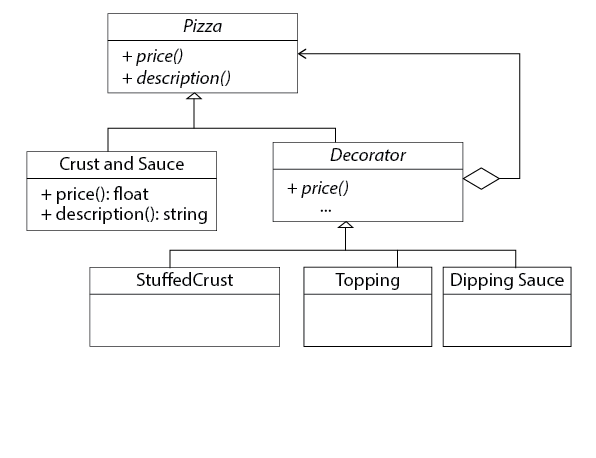 Pizza
+ price()
+ description()
Crust and Sauce
+ price(): float
+ description(): string
Decorator
+ price()
...
StuffedCrust
Topping
Dipping Sauce